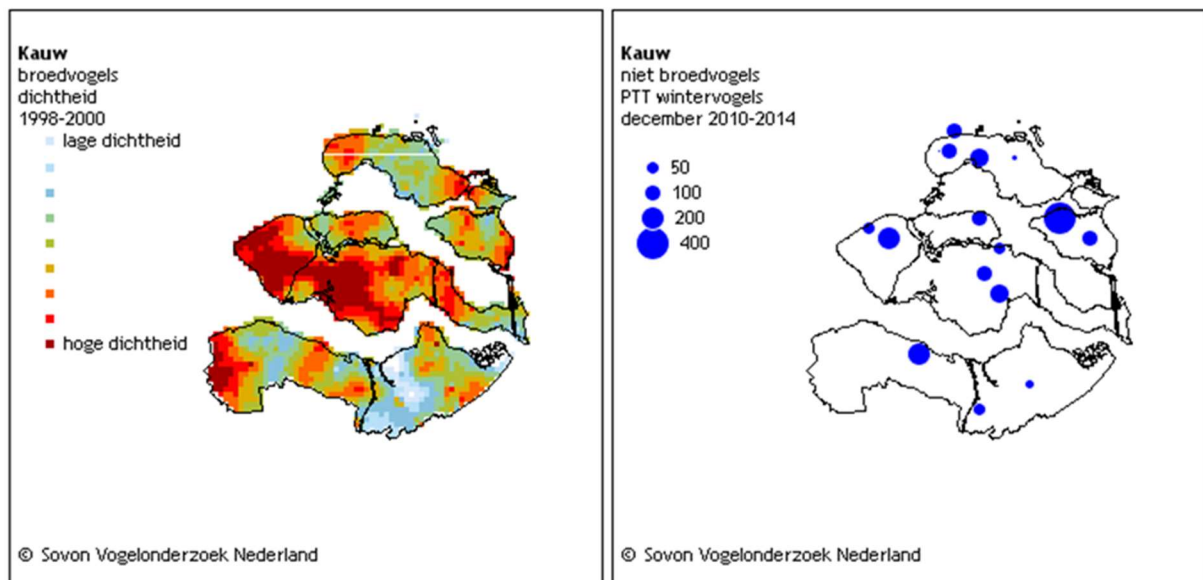 Kauw
broedvogels
dichtheid
1998-2000
lage dichtheid
hoge dichtheid
© Sovon Vogelonderzoek Nederland
Kauw
niet broedvogels
PTT wintervogels
december 2010-2014
50
100
200
400
© Sovon Vogelonderzoek Nederland